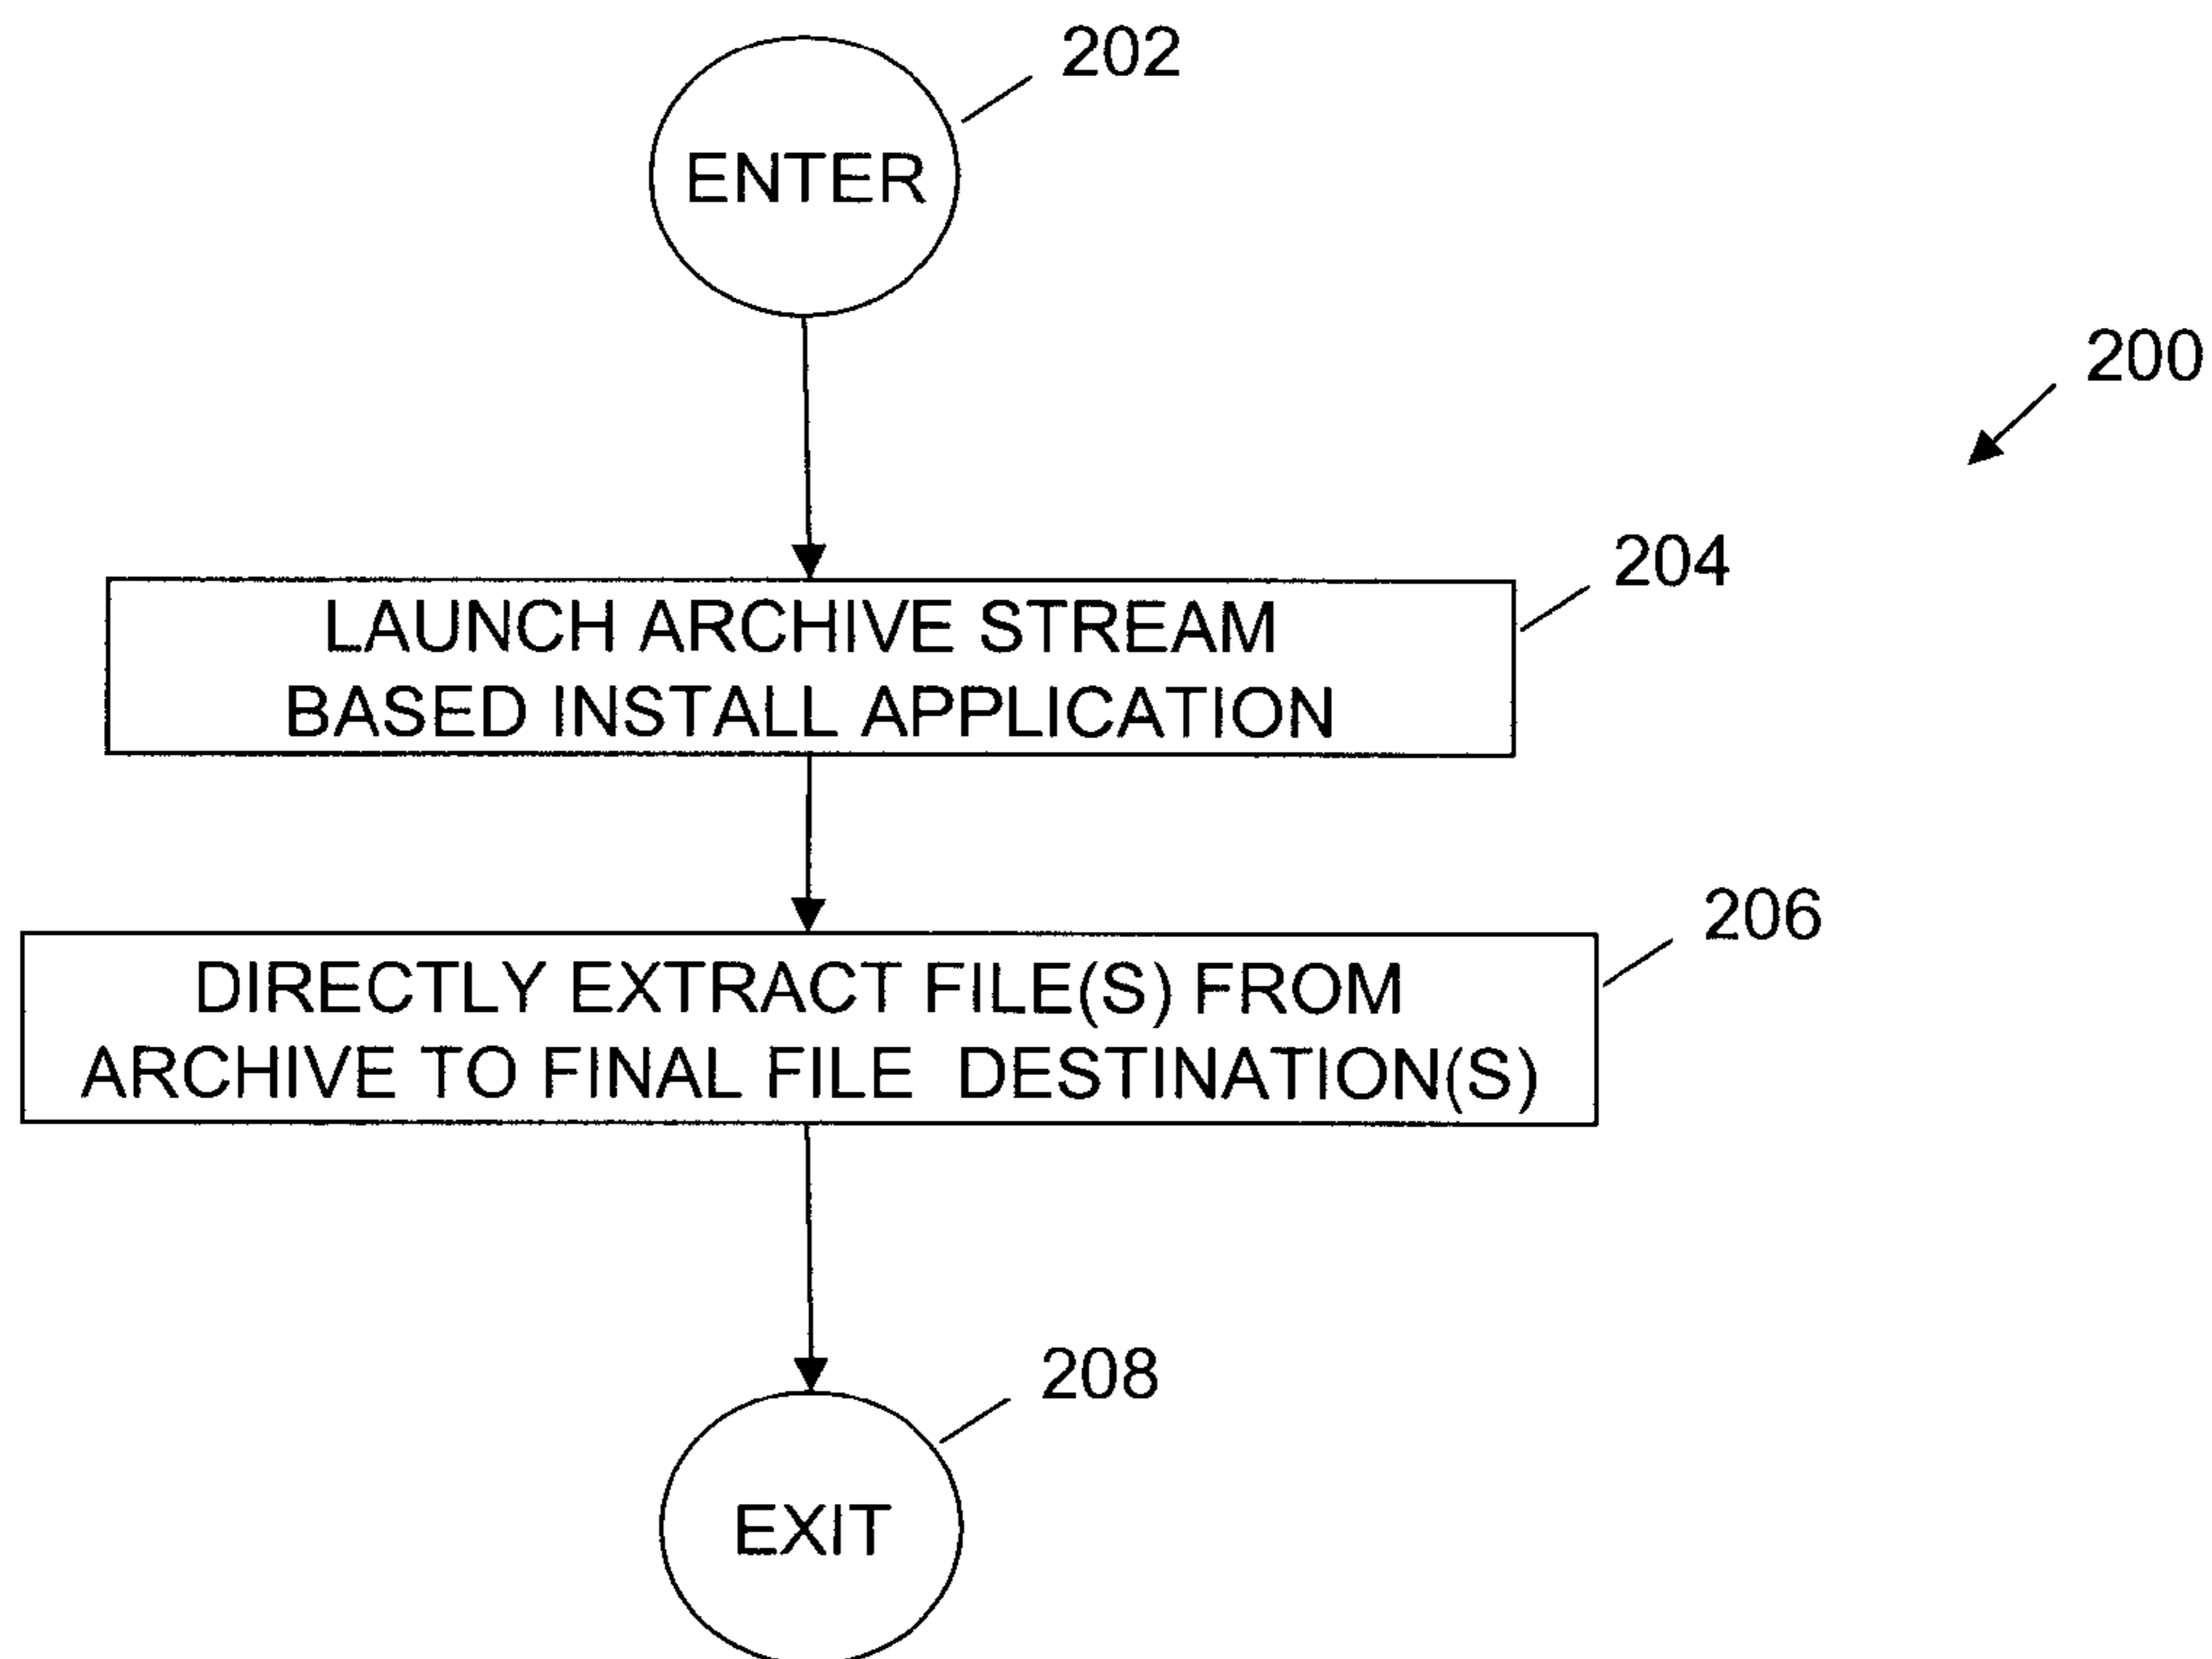 202
ENTER
200
204
LAUNCH ARCHIVE STREAM
BASED INSTALL APPLICATION
206
DIRECTLY EXTRACT FILE(S) FROM
ARCHIVE TO FINAL FILE DESTINATION(S)
208
EXIT